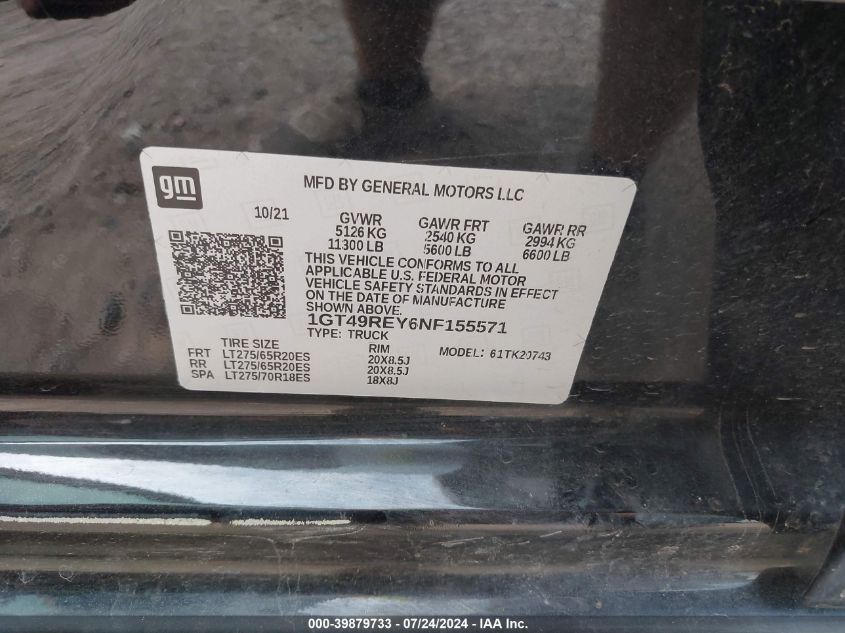 gm
MFD BY GENERAL MOTORS LLC
10/21 GVWR GAWR FRT GAWR RR
5126 KG 2540 KG 2994 KG
11300 LB 5600 LB 6600 LB
THIS VEHICLE CONFORMS TO ALL
APPLICABLE U.S. FEDERAL MOTOR
VEHICLE SAFETY STANDARDS IN EFFECT
ON THE DATE OF MANUFACTURE
SHOWN ABOVE.
1GT49REY6NF155571
TYPE: TRUCK
TIRE SIZE RIM MODEL: 61TK20743
FRT LT275/65R20ES 20X8.5J
RR LT275/65R20ES 20X8.5J
SPA LT275/70R18ES 18X8J
000-39879733 - 07/24/2024 - IAA Inc.